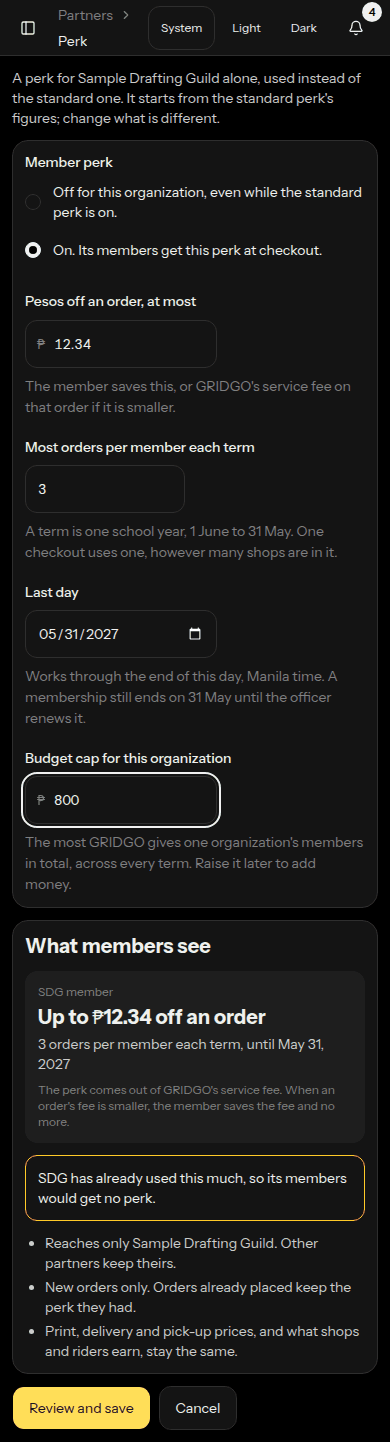 Partners >
Perk
System
Light
Dark
4
A perk for Sample Drafting Guild alone, used instead of
the standard one. It starts from the standard perk's
figures; change what is different.
Member perk
Off for this organization, even while the standard
perk is on.
On. Its members get this perk at checkout.
Pesos off an order, at most
₱ 12.34
The member saves this, or GRIDGO's service fee on
that order if it is smaller.
Most orders per member each term
3
A term is one school year, 1 June to 31 May. One
checkout uses one, however many shops are in it.
Last day
05/31/2027
Works through the end of this day, Manila time. A
membership still ends on 31 May until the officer
renews it.
Budget cap for this organization
₱ 800
The most GRIDGO gives one organization's members
in total, across every term. Raise it later to add
money.
What members see
SDG member
Up to ₱12.34 off an order
3 orders per member each term, until May 31,
2027
The perk comes out of GRIDGO's service fee. When an
order's fee is smaller, the member saves the fee and no
more.
SDG has already used this much, so its members
would get no perk.
• Reaches only Sample Drafting Guild. Other
partners keep theirs.
• New orders only. Orders already placed keep the
perk they had.
• Print, delivery and pick-up prices, and what shops
and riders earn, stay the same.
Review and save
Cancel